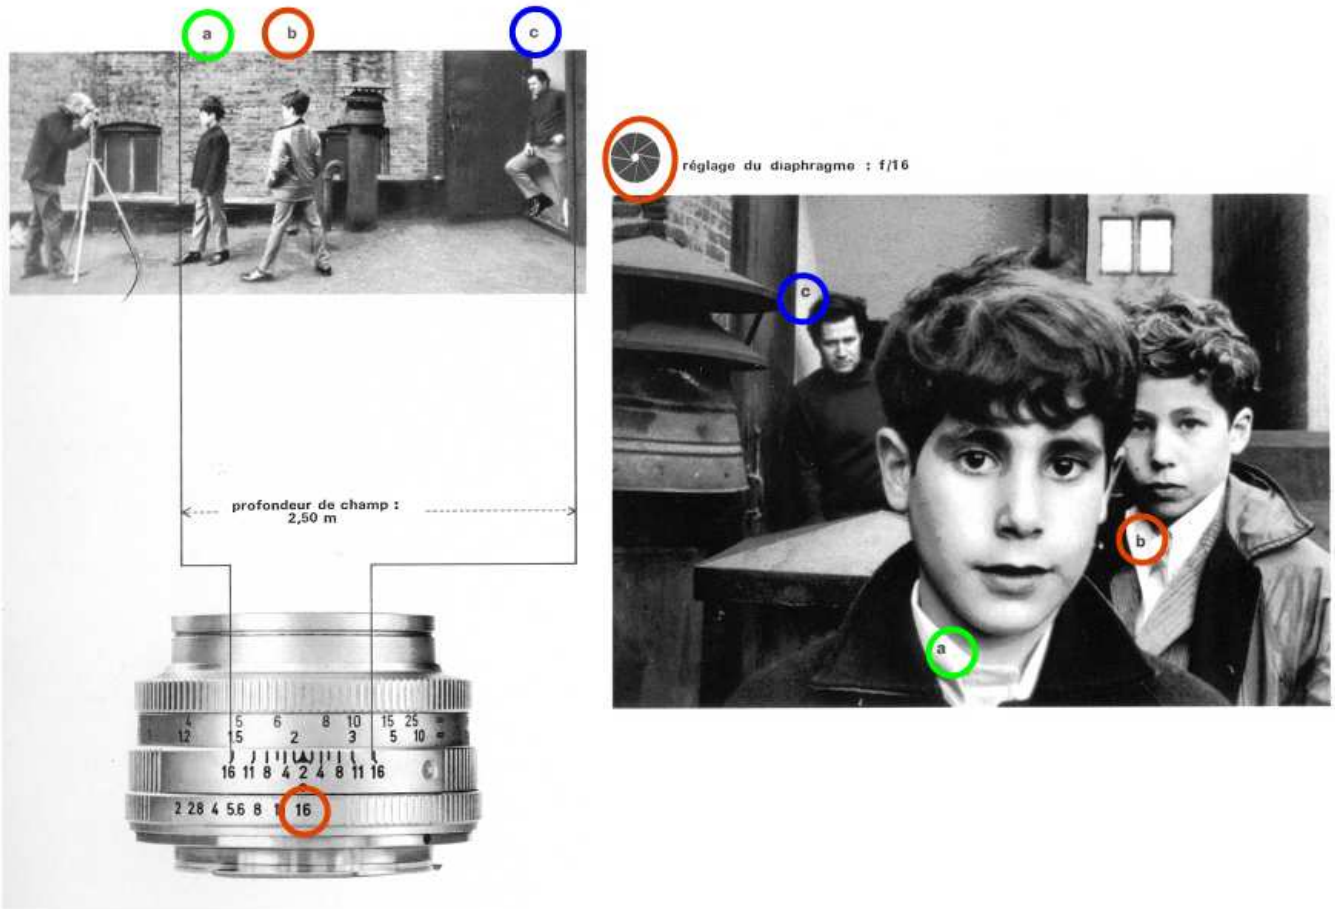 a
b
c
réglage du diaphragme : f/16
c
b
a
profondeur de champ :
2,50 m
4 5 6 8 10 15 25 ∞
1 1.2 1.5 2 3 5 10 ∞
16 11 8 4 2 4 8 11 16
2 2.8 4 5.6 8 16